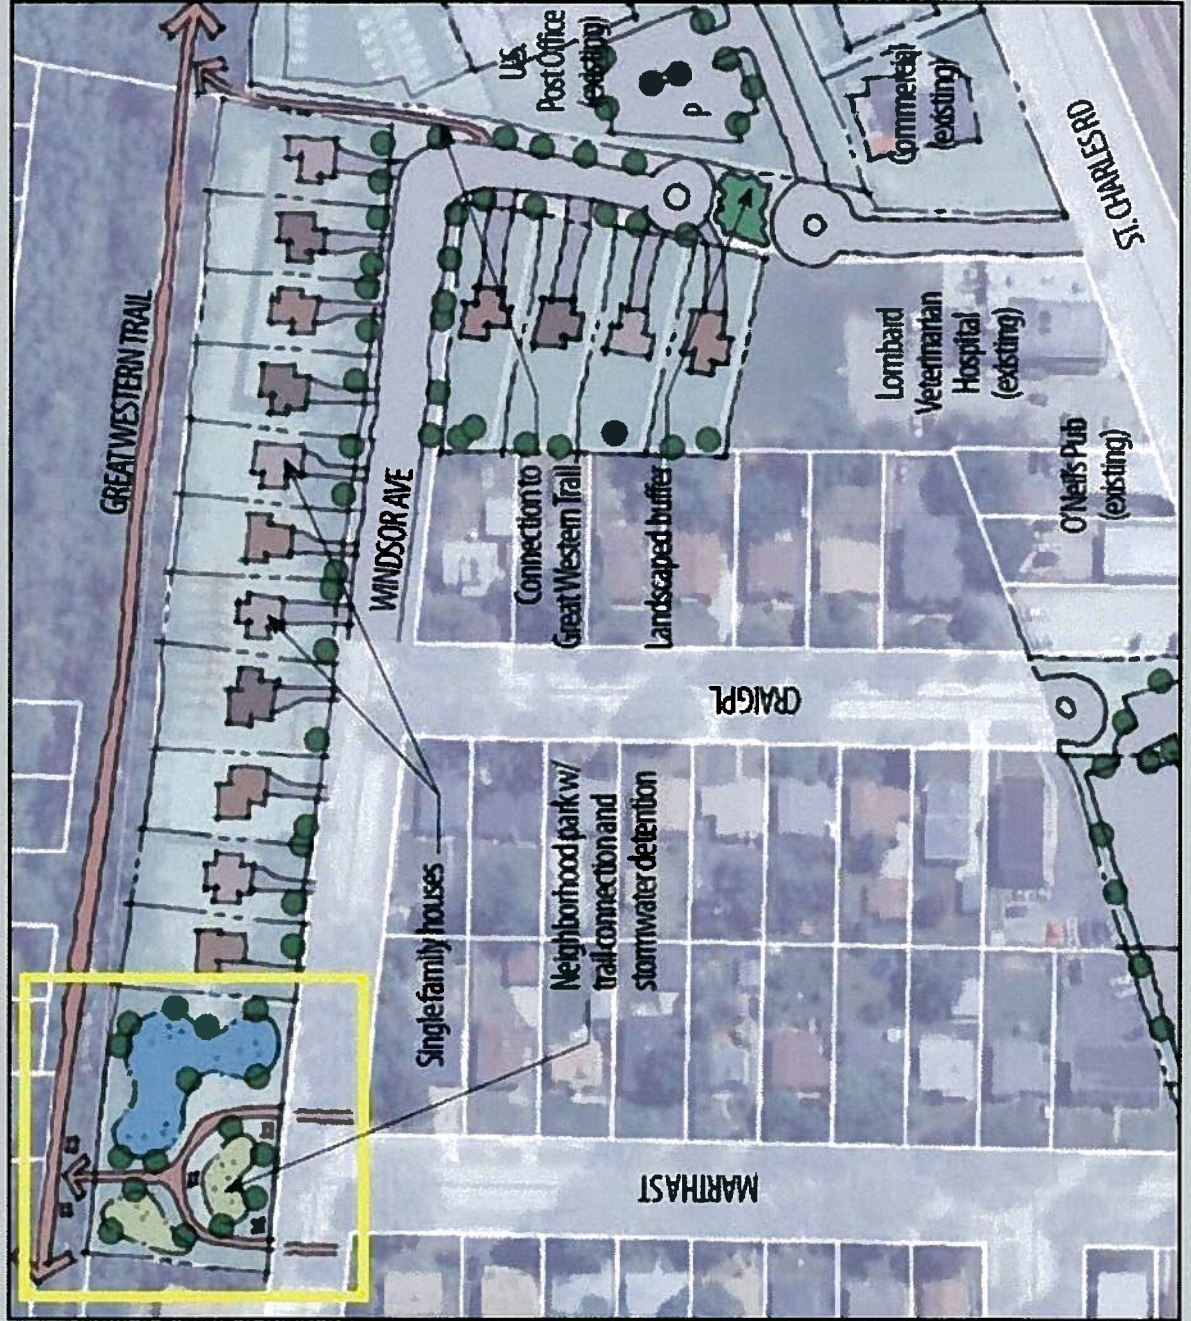 GREAT WESTERN TRAIL
U.S.
Post Office
(existing)
P
Commercial
(existing)
ST. CHARLES RD
WINDSOR AVE
Connection to
Great Western Trail
Landscaped buffer
Lombard
Veterinarian
Hospital
(existing)
O'Neil's Pub
(existing)
CRAIG PL
Single family houses
Neighborhood park w/
trail connection and
stormwater detention
MARTHA ST